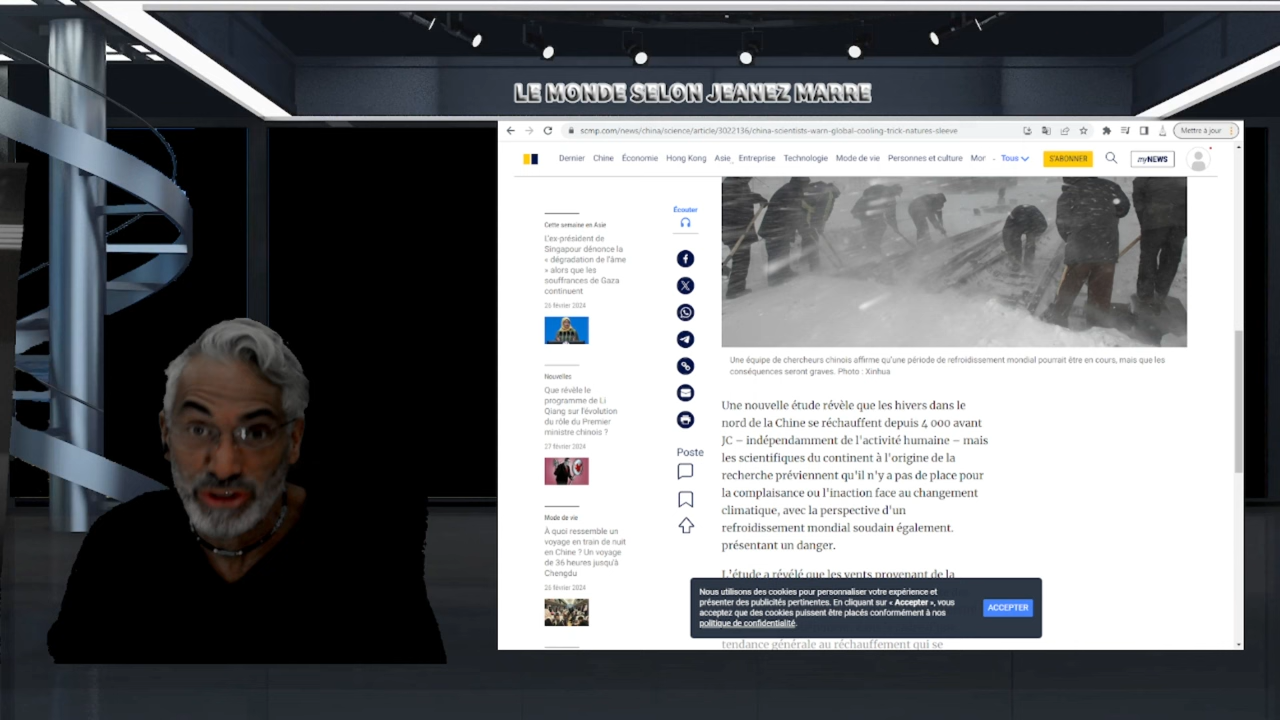 LE MONDE SELON JEANEZ MARRE
scmp.com/news/china/science/article/3022136/china-scientists-warn-global-cooling-trick-natures-sleeve
Mettre à jour
Dernier Chine Économie Hong Kong Asie Entreprise Technologie Mode de vie Personnes et culture Mor Tous S'ABONNER myNEWS
Cette semaine en Asie
L'ex-président de
Singapour dénonce la
« dégradation de l'âme
» alors que les
souffrances de Gaza
continuent
26 février 2024
Nouvelles
Que révèle le
programme de Li
Qiang sur l'évolution
du rôle du Premier
ministre chinois ?
27 février 2024
Mode de vie
À quoi ressemble un
voyage en train de nuit
en Chine ? Un voyage
de 36 heures jusqu'à
Chengdu
26 février 2024
Écouter
Poste
Une équipe de chercheurs chinois affirme qu'une période de refroidissement mondial pourrait être en cours, mais que les
conséquences seront graves. Photo : Xinhua
Une nouvelle étude révèle que les hivers dans le
nord de la Chine se réchauffent depuis 4 000 avant
JC – indépendamment de l'activité humaine – mais
les scientifiques du continent à l'origine de la
recherche préviennent qu'il n'y a pas de place pour
la complaisance ou l'inaction face au changement
climatique, avec la perspective d'un
refroidissement mondial soudain également.
présentant un danger.
L'étude a révélé que les vents provenant de la
Nous utilisons des cookies pour personnaliser votre expérience et
présenter des publicités pertinentes. En cliquant sur « Accepter », vous
acceptez que des cookies puissent être placés conformément à nos
politique de confidentialité.
ACCEPTER
tendance générale au réchauffement qui se